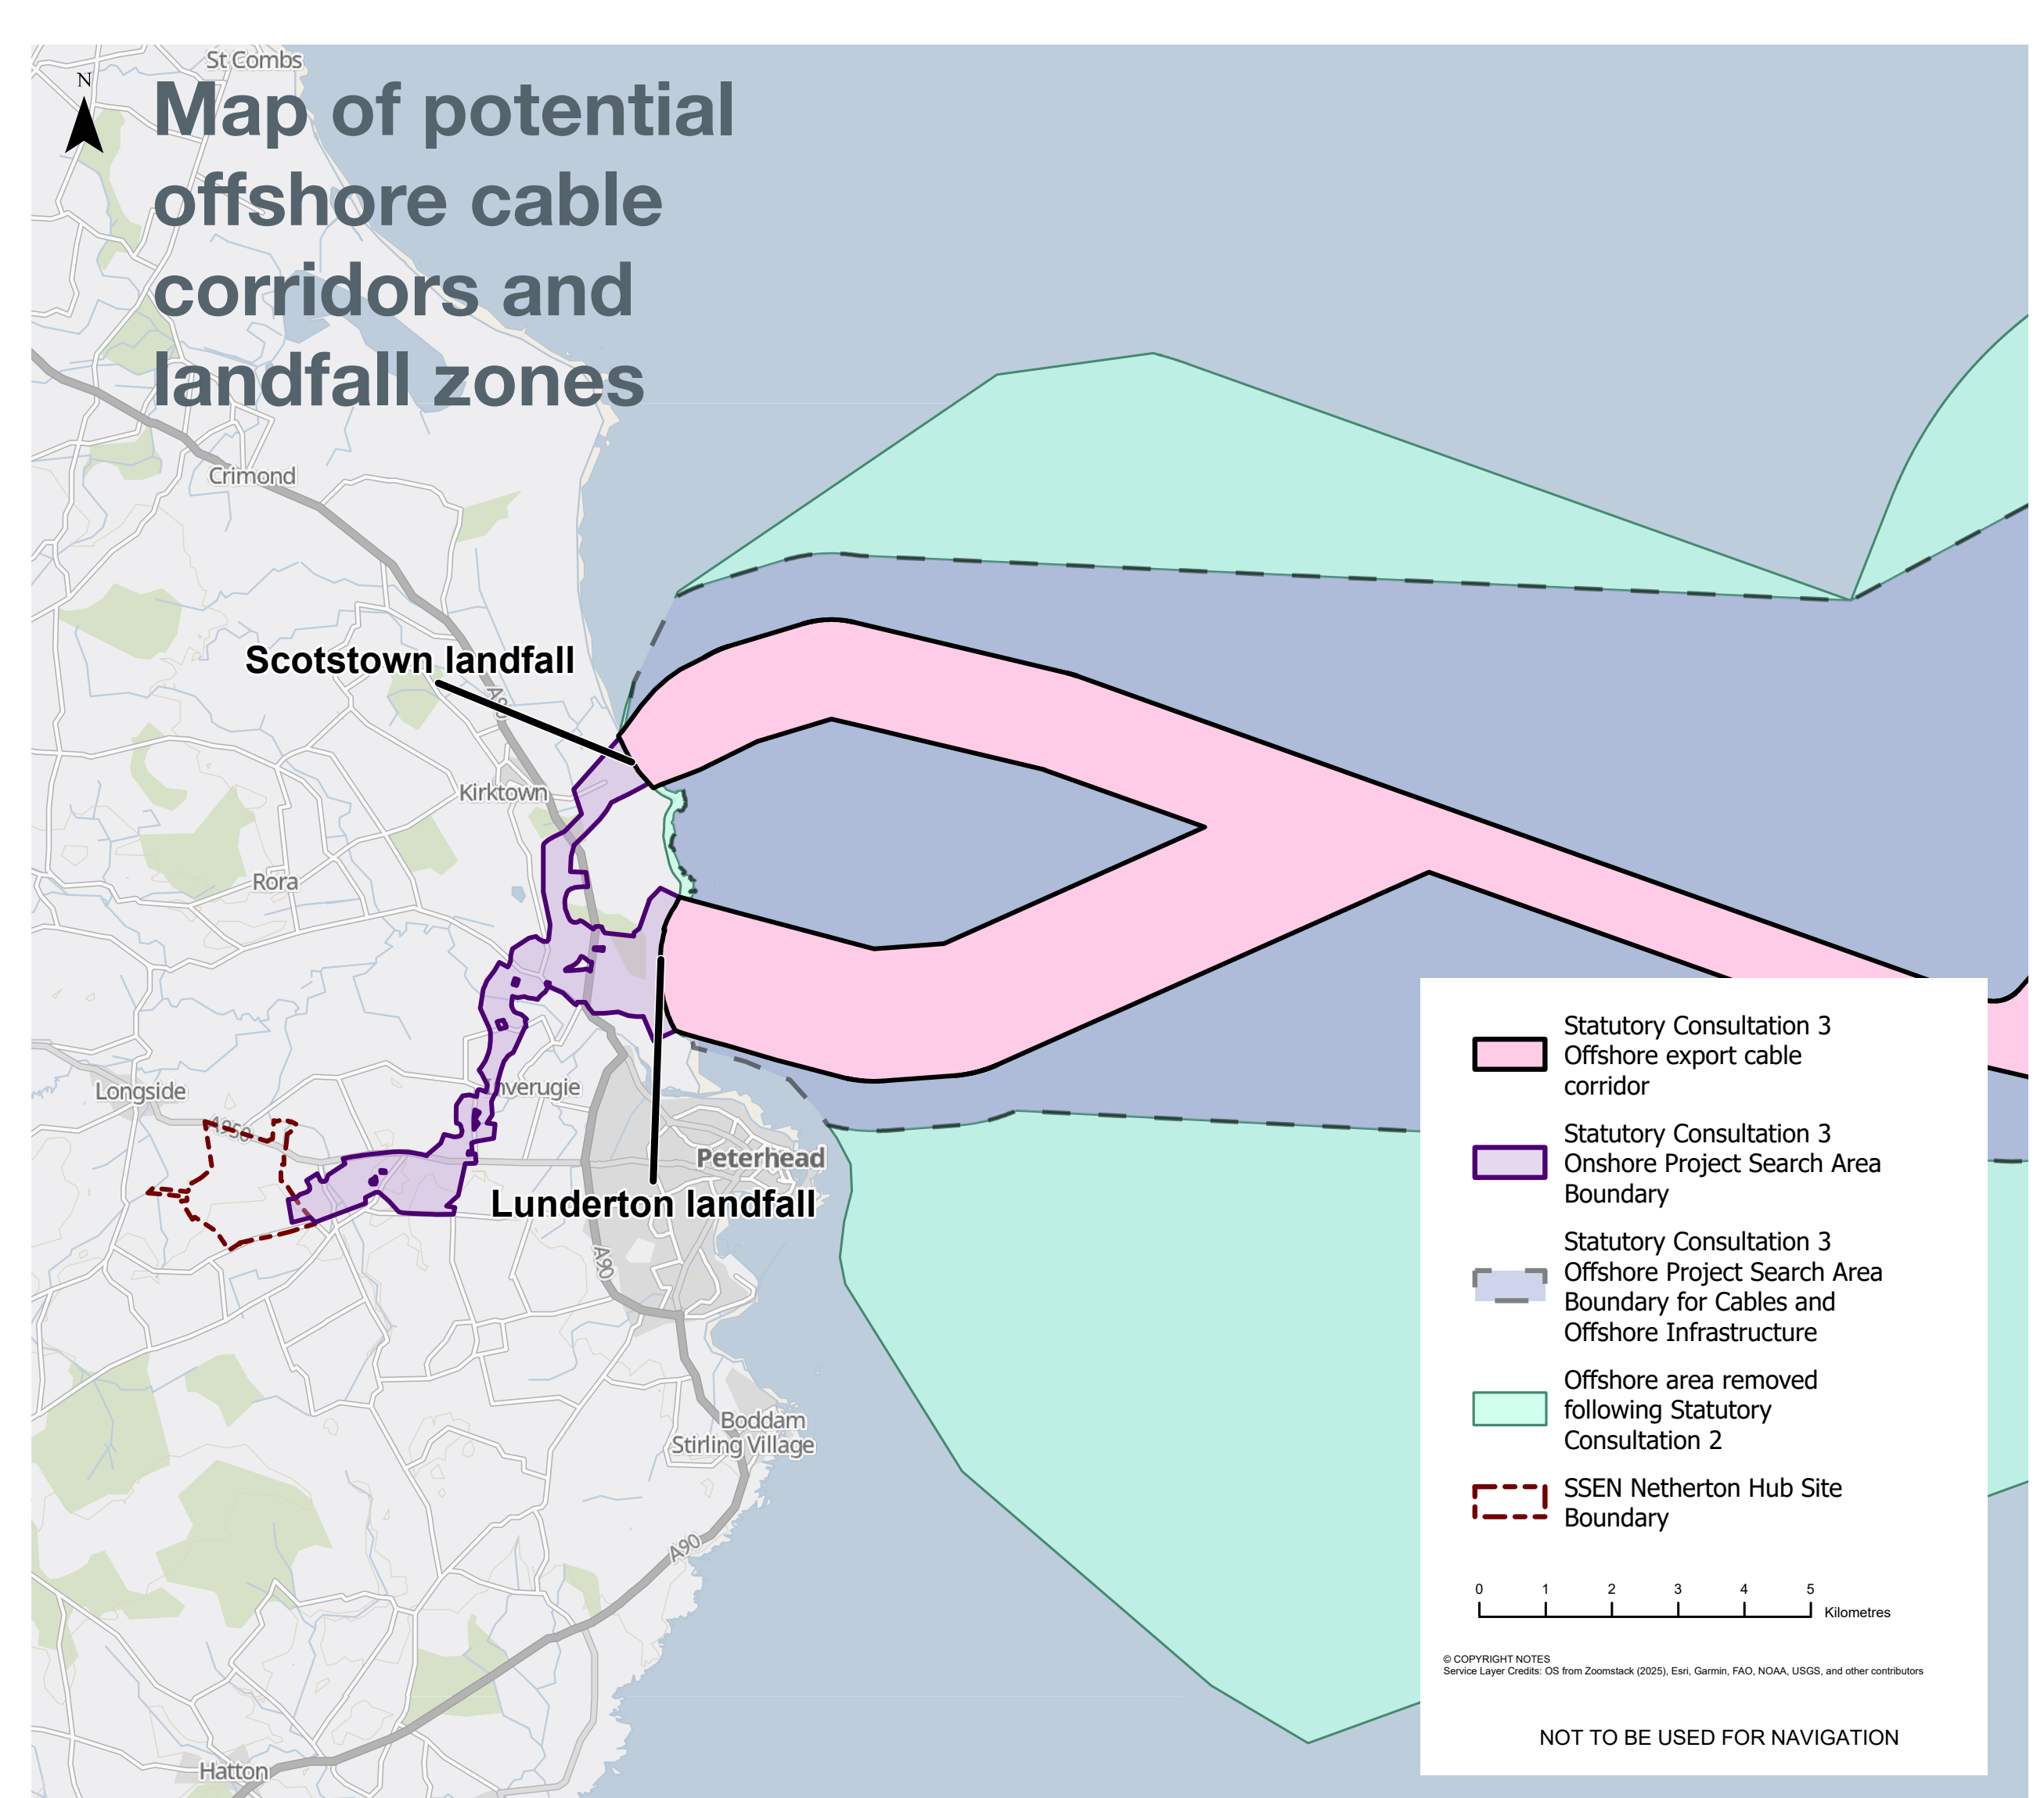 St Combs
N
Map of potential
offshore cable
corridors and
landfall zones
Crimond
Scotstown landfall
A90
Kirktown
Rora
Longside
Inverugie
A950
Peterhead
Lunderton landfall
A90
Boddam
Stirling Village
A90
Hatton
Statutory Consultation 3
Offshore export cable
corridor
Statutory Consultation 3
Onshore Project Search Area
Boundary
Statutory Consultation 3
Offshore Project Search Area
Boundary for Cables and
Offshore Infrastructure
Offshore area removed
following Statutory
Consultation 2
SSEN Netherton Hub Site
Boundary
0 1 2 3 4 5
Kilometres
© COPYRIGHT NOTES
Service Layer Credits: OS from Zoomstack (2025), Esri, Garmin, FAO, NOAA, USGS, and other contributors
NOT TO BE USED FOR NAVIGATION